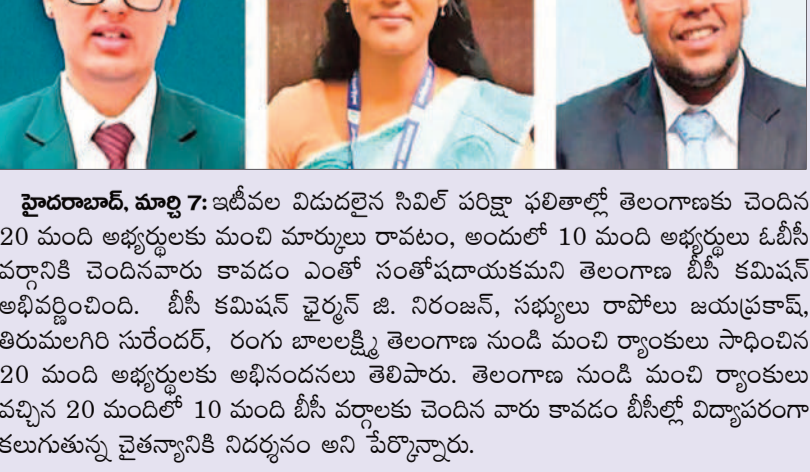 హైదరాబాద్, మార్చి 7: ఇటీవల విడుదలైన సివిల్ పరీక్షా ఫలితాల్లో తెలంగాణకు చెందిన
20 మంది అభ్యర్థులకు మంచి మార్కులు రావటం, అందులో 10 మంది అభ్యర్థులు ఓబీసీ
వర్గానికి చెందినవారు కావడం ఎంతో సంతోషదాయకమని తెలంగాణ బీసీ కమిషన్
అభివర్ణించింది. బీసీ కమిషన్ ఛైర్మన్ జి. నిరంజన్, సభ్యులు రాపోలు జయప్రకాష్,
తిరుమలగిరి సురేందర్, రంగు బాలలక్ష్మి తెలంగాణ నుండి మంచి ర్యాంకులు సాధించిన
20 మంది అభ్యర్థులకు అభినందనలు తెలిపారు. తెలంగాణ నుండి మంచి ర్యాంకులు
వచ్చిన 20 మందిలో 10 మంది బీసీ వర్గాలకు చెందిన వారు కావడం బీసీల్లో విద్యాపరంగా
కలుగుతున్న చైతన్యానికి నిదర్శనం అని పేర్కొన్నారు.